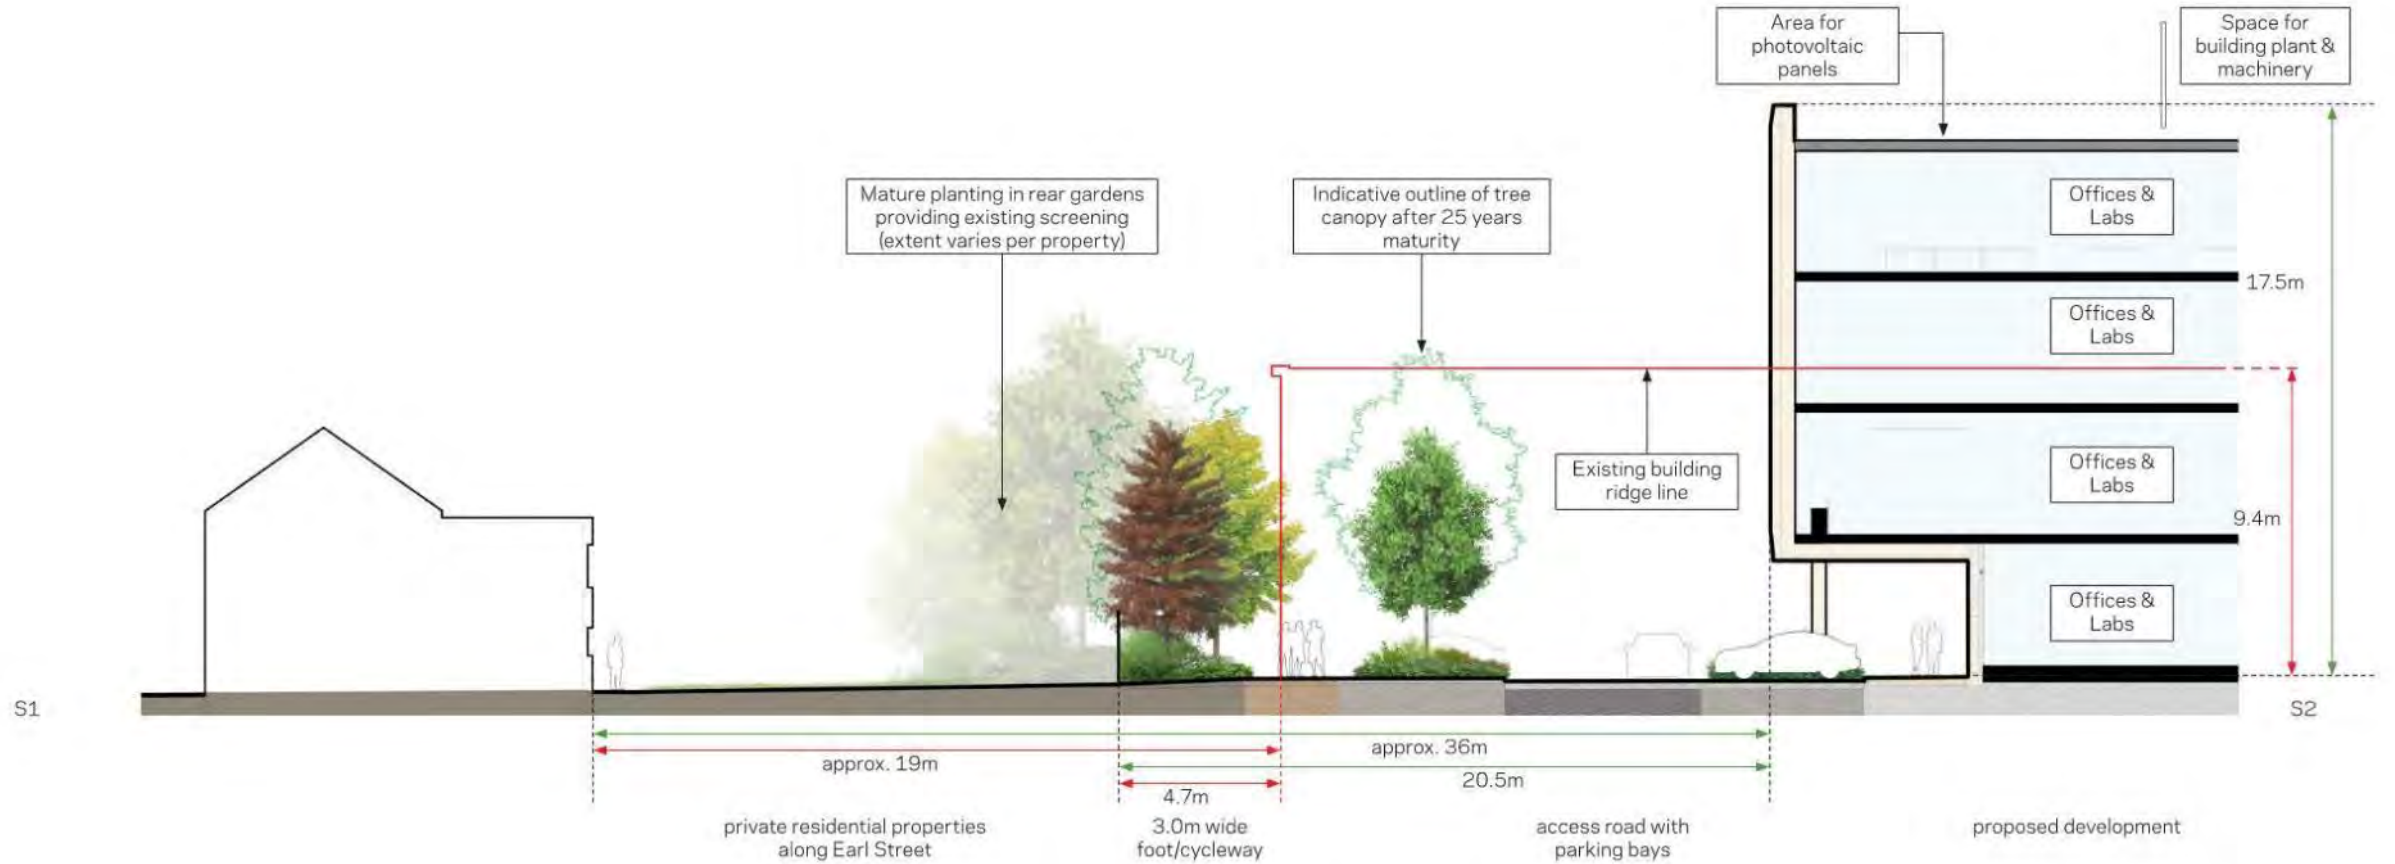 Area for
photovoltaic
panels
Space for
building plant &
machinery
Mature planting in rear gardens
providing existing screening
(extent varies per property)
Indicative outline of tree
canopy after 25 years
maturity
Offices &
Labs
17.5m
Offices &
Labs
Existing building
ridge line
Offices &
Labs
9.4m
Offices &
Labs
S1
S2
approx. 36m
approx. 19m
20.5m
4.7m
private residential properties
along Earl Street
3.0m wide
foot/cycleway
access road with
parking bays
proposed development